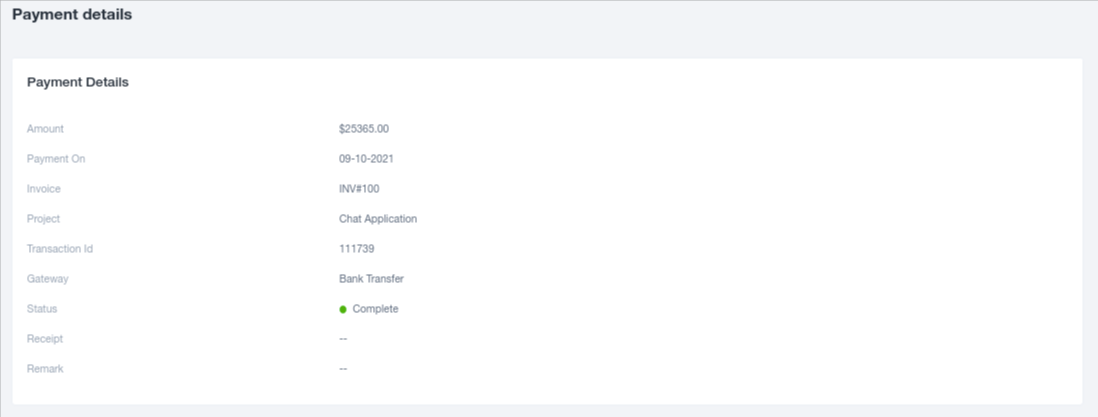 Payment details
Payment Details
Amount $25365.00
Payment On 09-10-2021
Invoice INV#100
Project Chat Application
Transaction Id 111739
Gateway Bank Transfer
Status Complete
Receipt --
Remark --